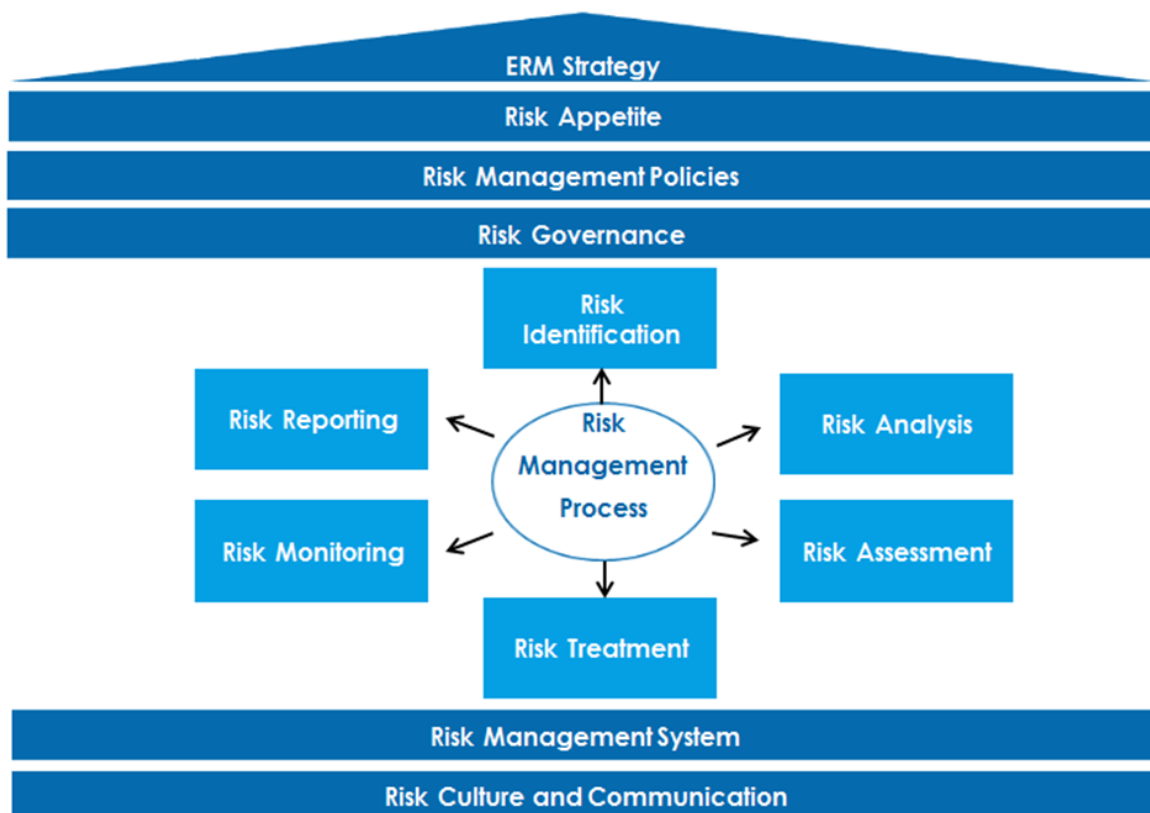 ERM Strategy
Risk Appetite
Risk Management Policies
Risk Governance
Risk
Identification
Risk Reporting
Risk
Management
Process
Risk Analysis
Risk Monitoring
Risk Assessment
Risk Treatment
Risk Management System
Risk Culture and Communication